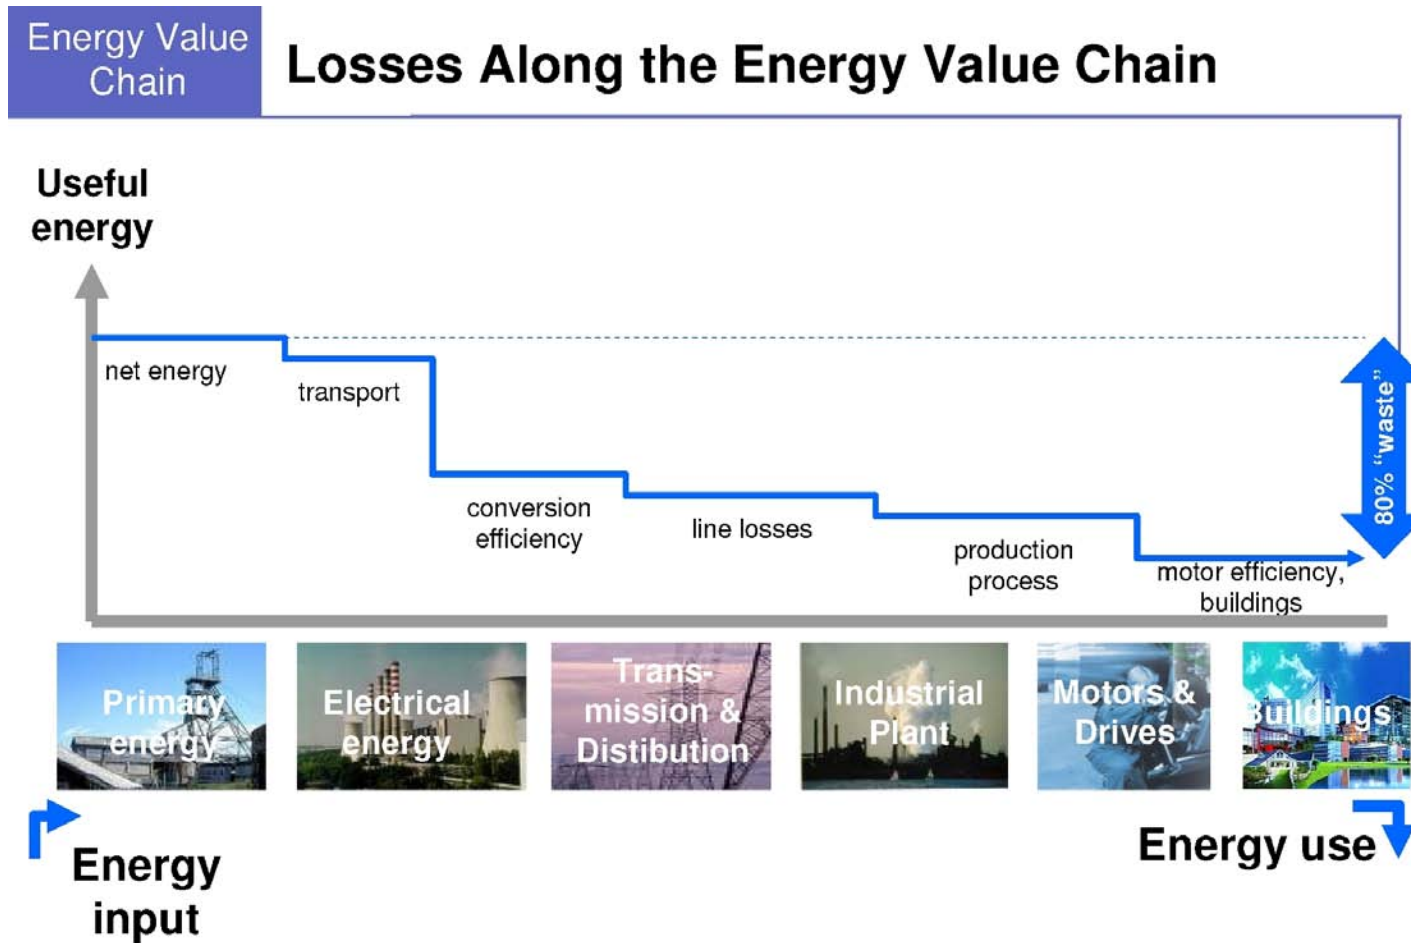 Energy Value
Chain
Losses Along the Energy Value Chain
Useful
energy
net energy
transport
conversion
efficiency
line losses
production
process
motor efficiency,
buildings
80% “waste”
Primary
energy
Electrical
energy
Trans-
mission &
Distibution
Industrial
Plant
Motors &
Drives
Buildings
Energy
input
Energy use